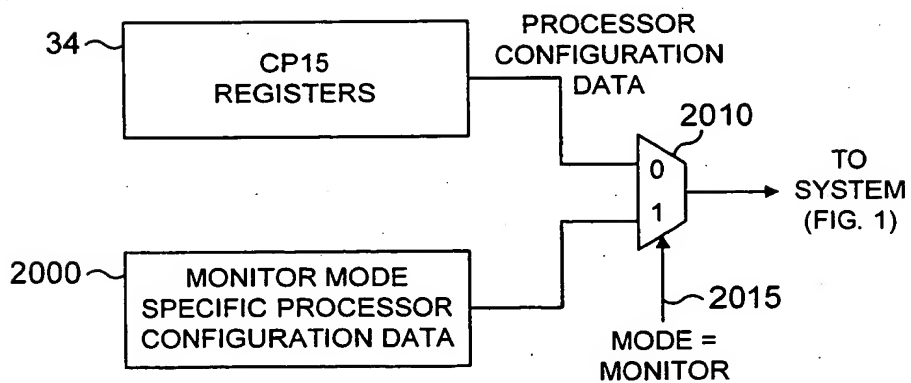 34
CP15
REGISTERS
PROCESSOR
CONFIGURATION
DATA
2010
0
1
TO
SYSTEM
(FIG. 1)
2000
MONITOR MODE
SPECIFIC PROCESSOR
CONFIGURATION DATA
2015
MODE =
MONITOR